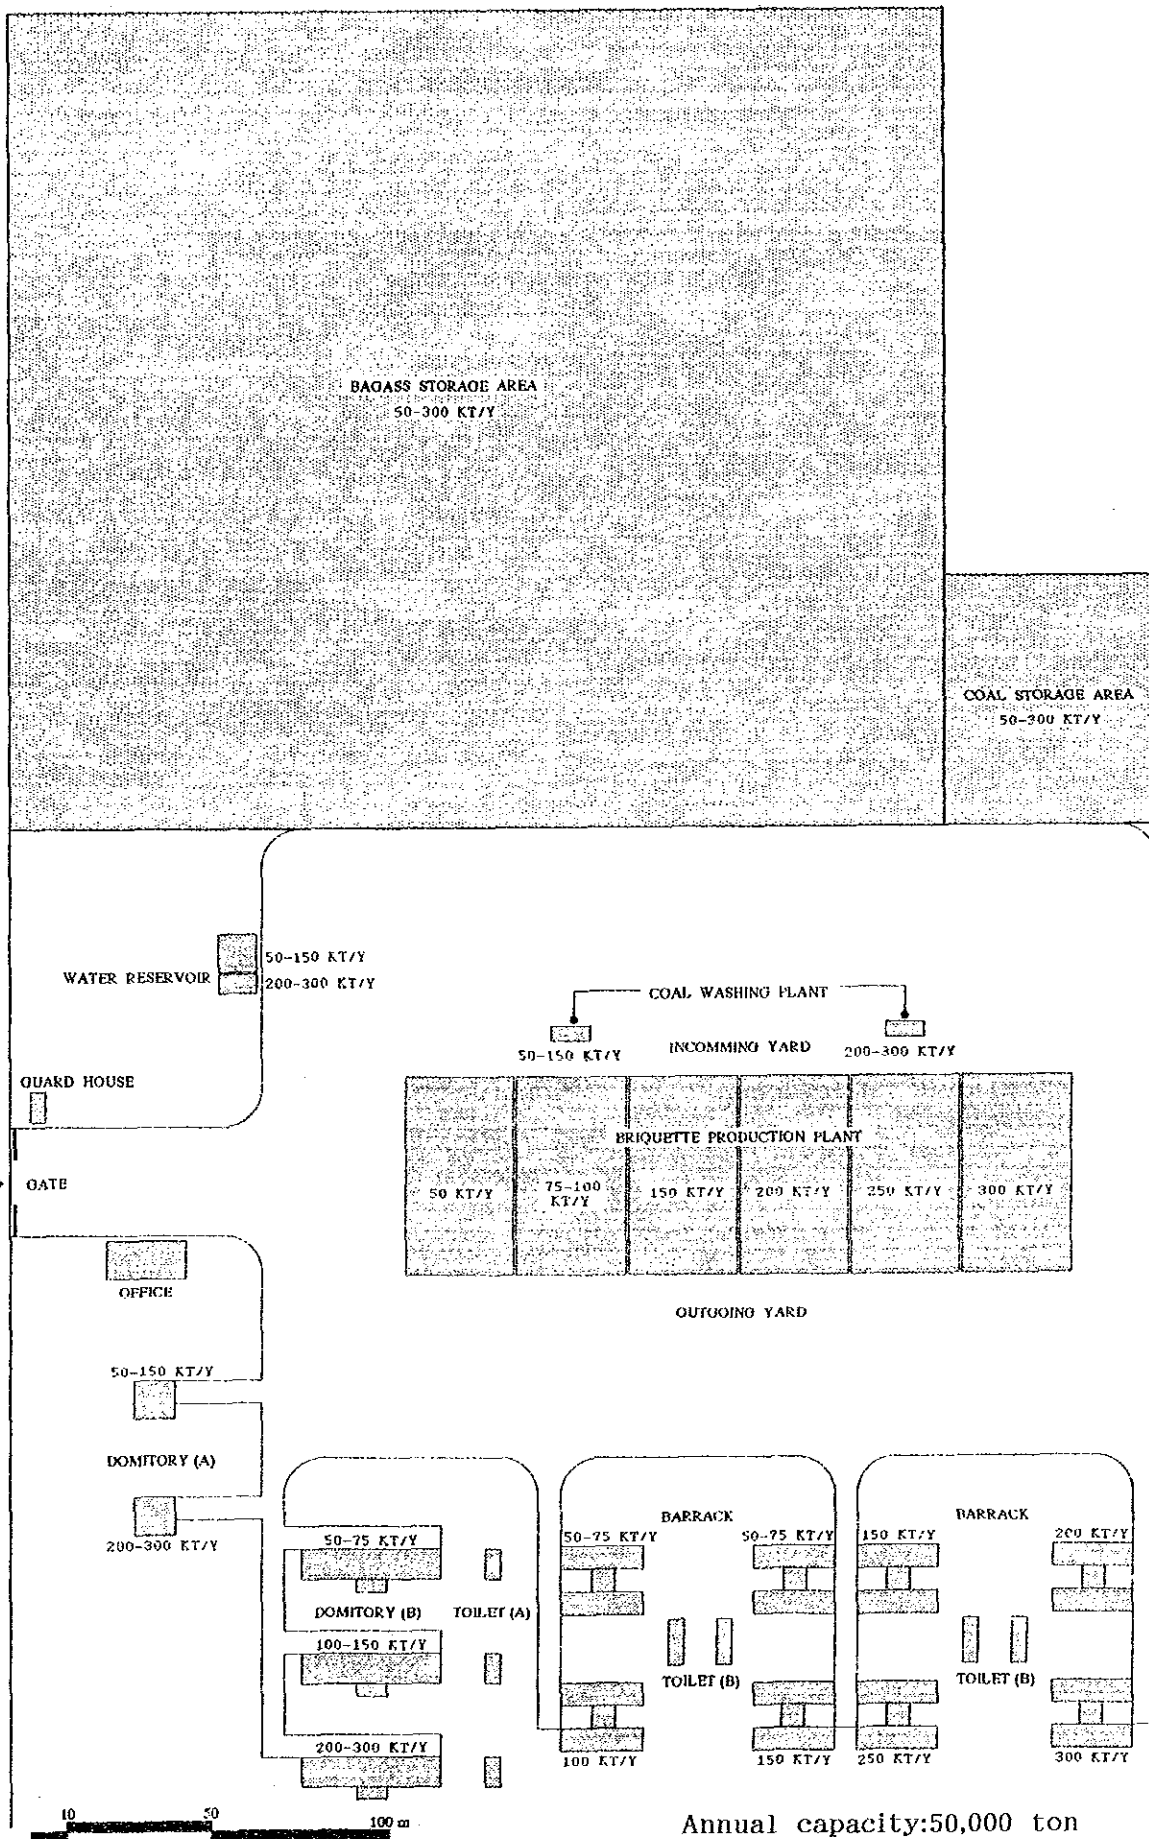 BAGASS STORAGE AREA
50-300 KT/Y
COAL STORAGE AREA
50-300 KT/Y
50-150 KT/Y
WATER RESERVOIR
200-300 KT/Y
COAL WASHING PLANT
50-150 KT/Y
INCOMMING YARD
200-300 KT/Y
GUARD HOUSE
BRIQUETTE PRODUCTION PLANT
GATE
50 KT/Y
75-100
KT/Y
150 KT/Y
200 KT/Y
250 KT/Y
300 KT/Y
OFFICE
OUTGOING YARD
50-150 KT/Y
DOMITORY (A)
200-300 KT/Y
BARRACK
BARRACK
50-75 KT/Y
50-75 KT/Y
50-75 KT/Y
150 KT/Y
200 KT/Y
DOMITORY (B)
TOILET (A)
100-150 KT/Y
TOILET (B)
TOILET (B)
200-300 KT/Y
100 KT/Y
150 KT/Y
250 KT/Y
300 KT/Y
10
50
100 m
Annual capacity:50,000 ton